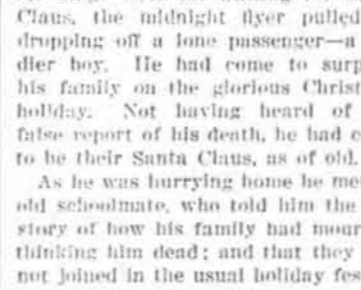 Claus, the midnight flyer pulled
dropping off a lone passenger—a
dier boy. He had come to surp
his family on the glorious Christ
holiday. Not having heard of
false report of his death, he had c
to be their Santa Claus, as of old.
As he was hurrying home he me
old schoolmate, who told him the
story of how his family had mour
thinking him dead; and that they
not joined in the usual holiday fes